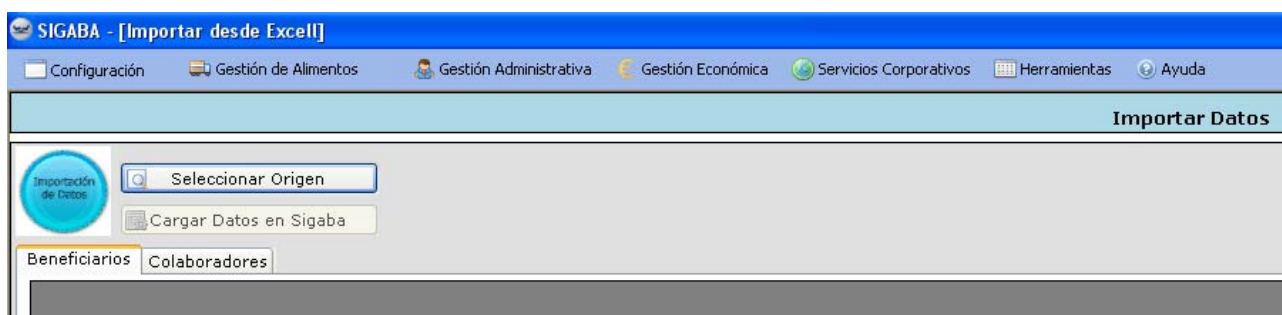 SIGABA - [Importar desde Excell]
Configuración Gestión de Alimentos Gestión Administrativa Gestión Económica Servicios Corporativos Herramientas Ayuda
Importar Datos
Importación
de Datos
Seleccionar Origen
Cargar Datos en Sigaba
Beneficiarios Colaboradores